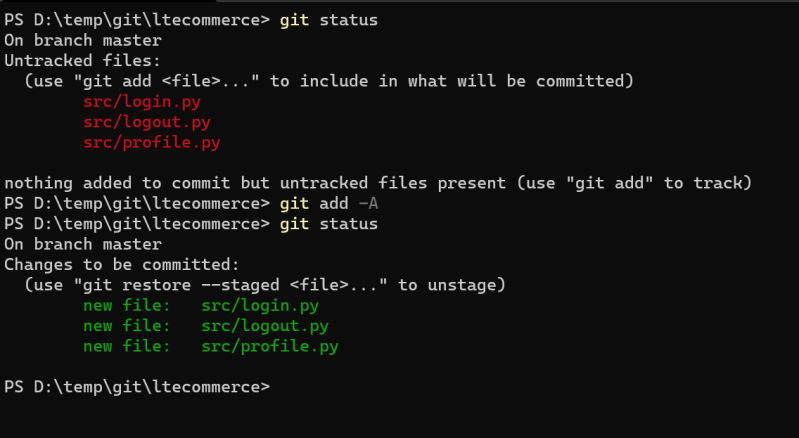 PS D:\temp\git\ltecommerce> git status
On branch master
Untracked files:
  (use "git add <file>..." to include in what will be committed)
        src/login.py
        src/logout.py
        src/profile.py

nothing added to commit but untracked files present (use "git add" to track)
PS D:\temp\git\ltecommerce> git add -A
PS D:\temp\git\ltecommerce> git status
On branch master
Changes to be committed:
  (use "git restore --staged <file>..." to unstage)
        new file:   src/login.py
        new file:   src/logout.py
        new file:   src/profile.py

PS D:\temp\git\ltecommerce>